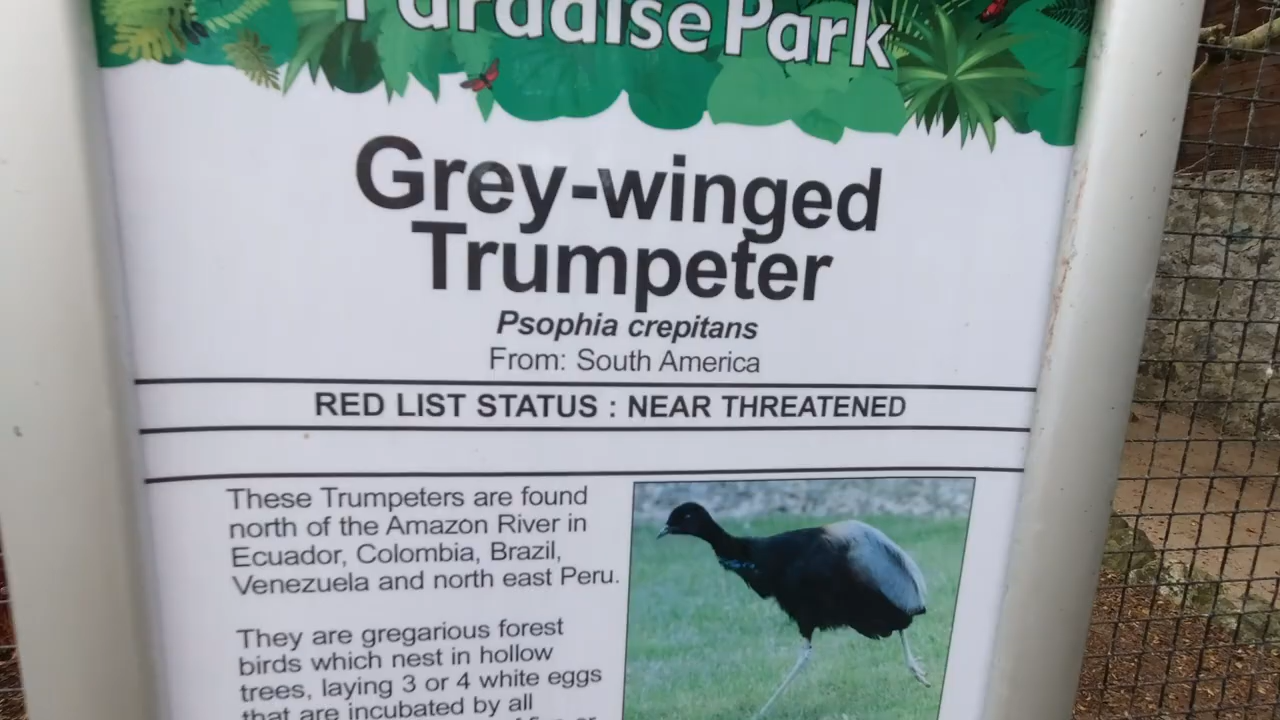 Paradise Park
Grey-winged
Trumpeter
Psophia crepitans
From: South America
RED LIST STATUS : NEAR THREATENED
These Trumpeters are found
north of the Amazon River in
Ecuador, Colombia, Brazil,
Venezuela and north east Peru.
They are gregarious forest
birds which nest in hollow
trees, laying 3 or 4 white eggs
that are incubated by all